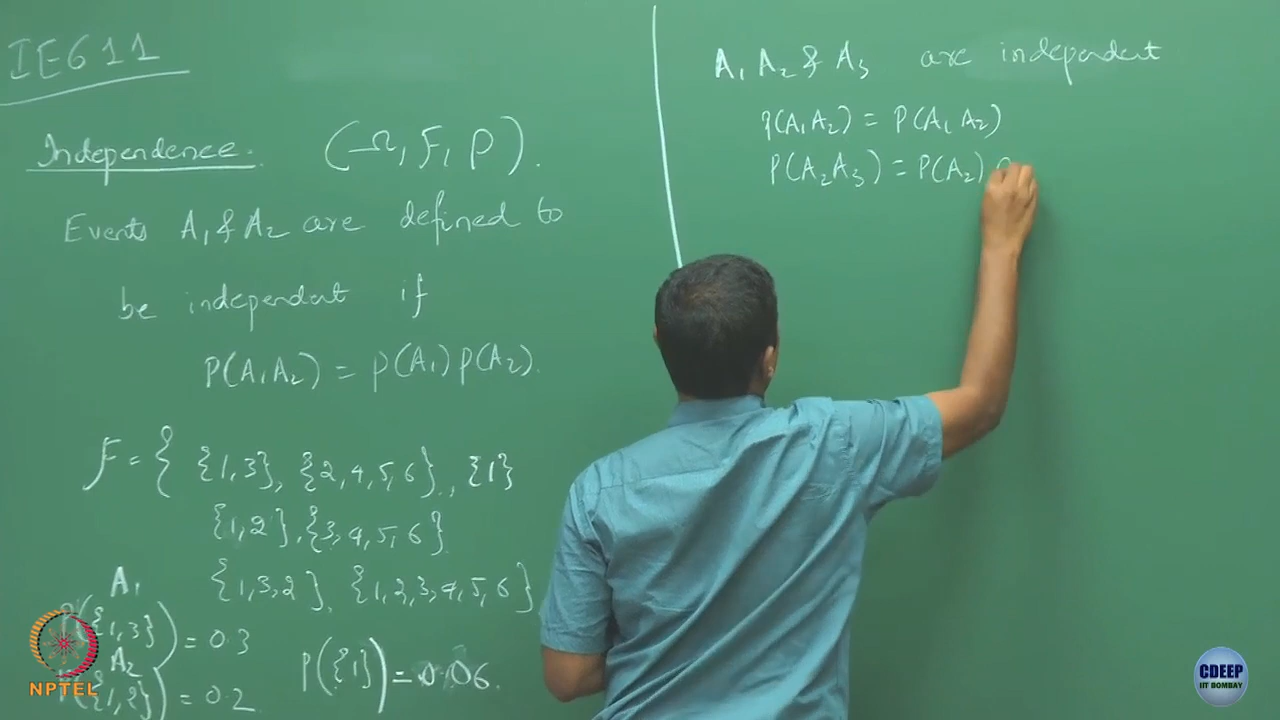 IE611
Independence. (Ω, F, P).
Events A₁ & A₂ are defined to
be independent if
P(A₁A₂) = P(A₁) P(A₂).
F = { {1,3}, {2,4,5,6}, {1}
{1,2}, {3,4,5,6}
{1,3,2}, {1,2,3,4,5,6}
A₁
P({1,3}) = 0.3
A₂
P({1,2}) = 0.2
P({1}) = 0.06.
A₁ A₂ & A₃ are independent
P(A₁A₂) = P(A₁ A₂)
P(A₂A₃) = P(A₂)
NPTEL
CDEEP
IIT BOMBAY